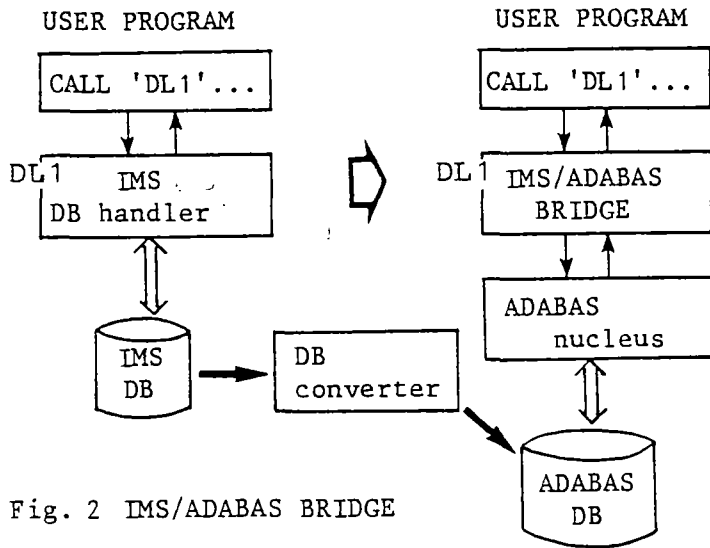 USER PROGRAM
CALL 'DL1'...
DL1
IMS
DB handler
IMS
DB
DB
converter
USER PROGRAM
CALL 'DL1'...
DL1
IMS/ADABAS
BRIDGE
ADABAS
nucleus
ADABAS
DB
Fig. 2 IMS/ADABAS BRIDGE